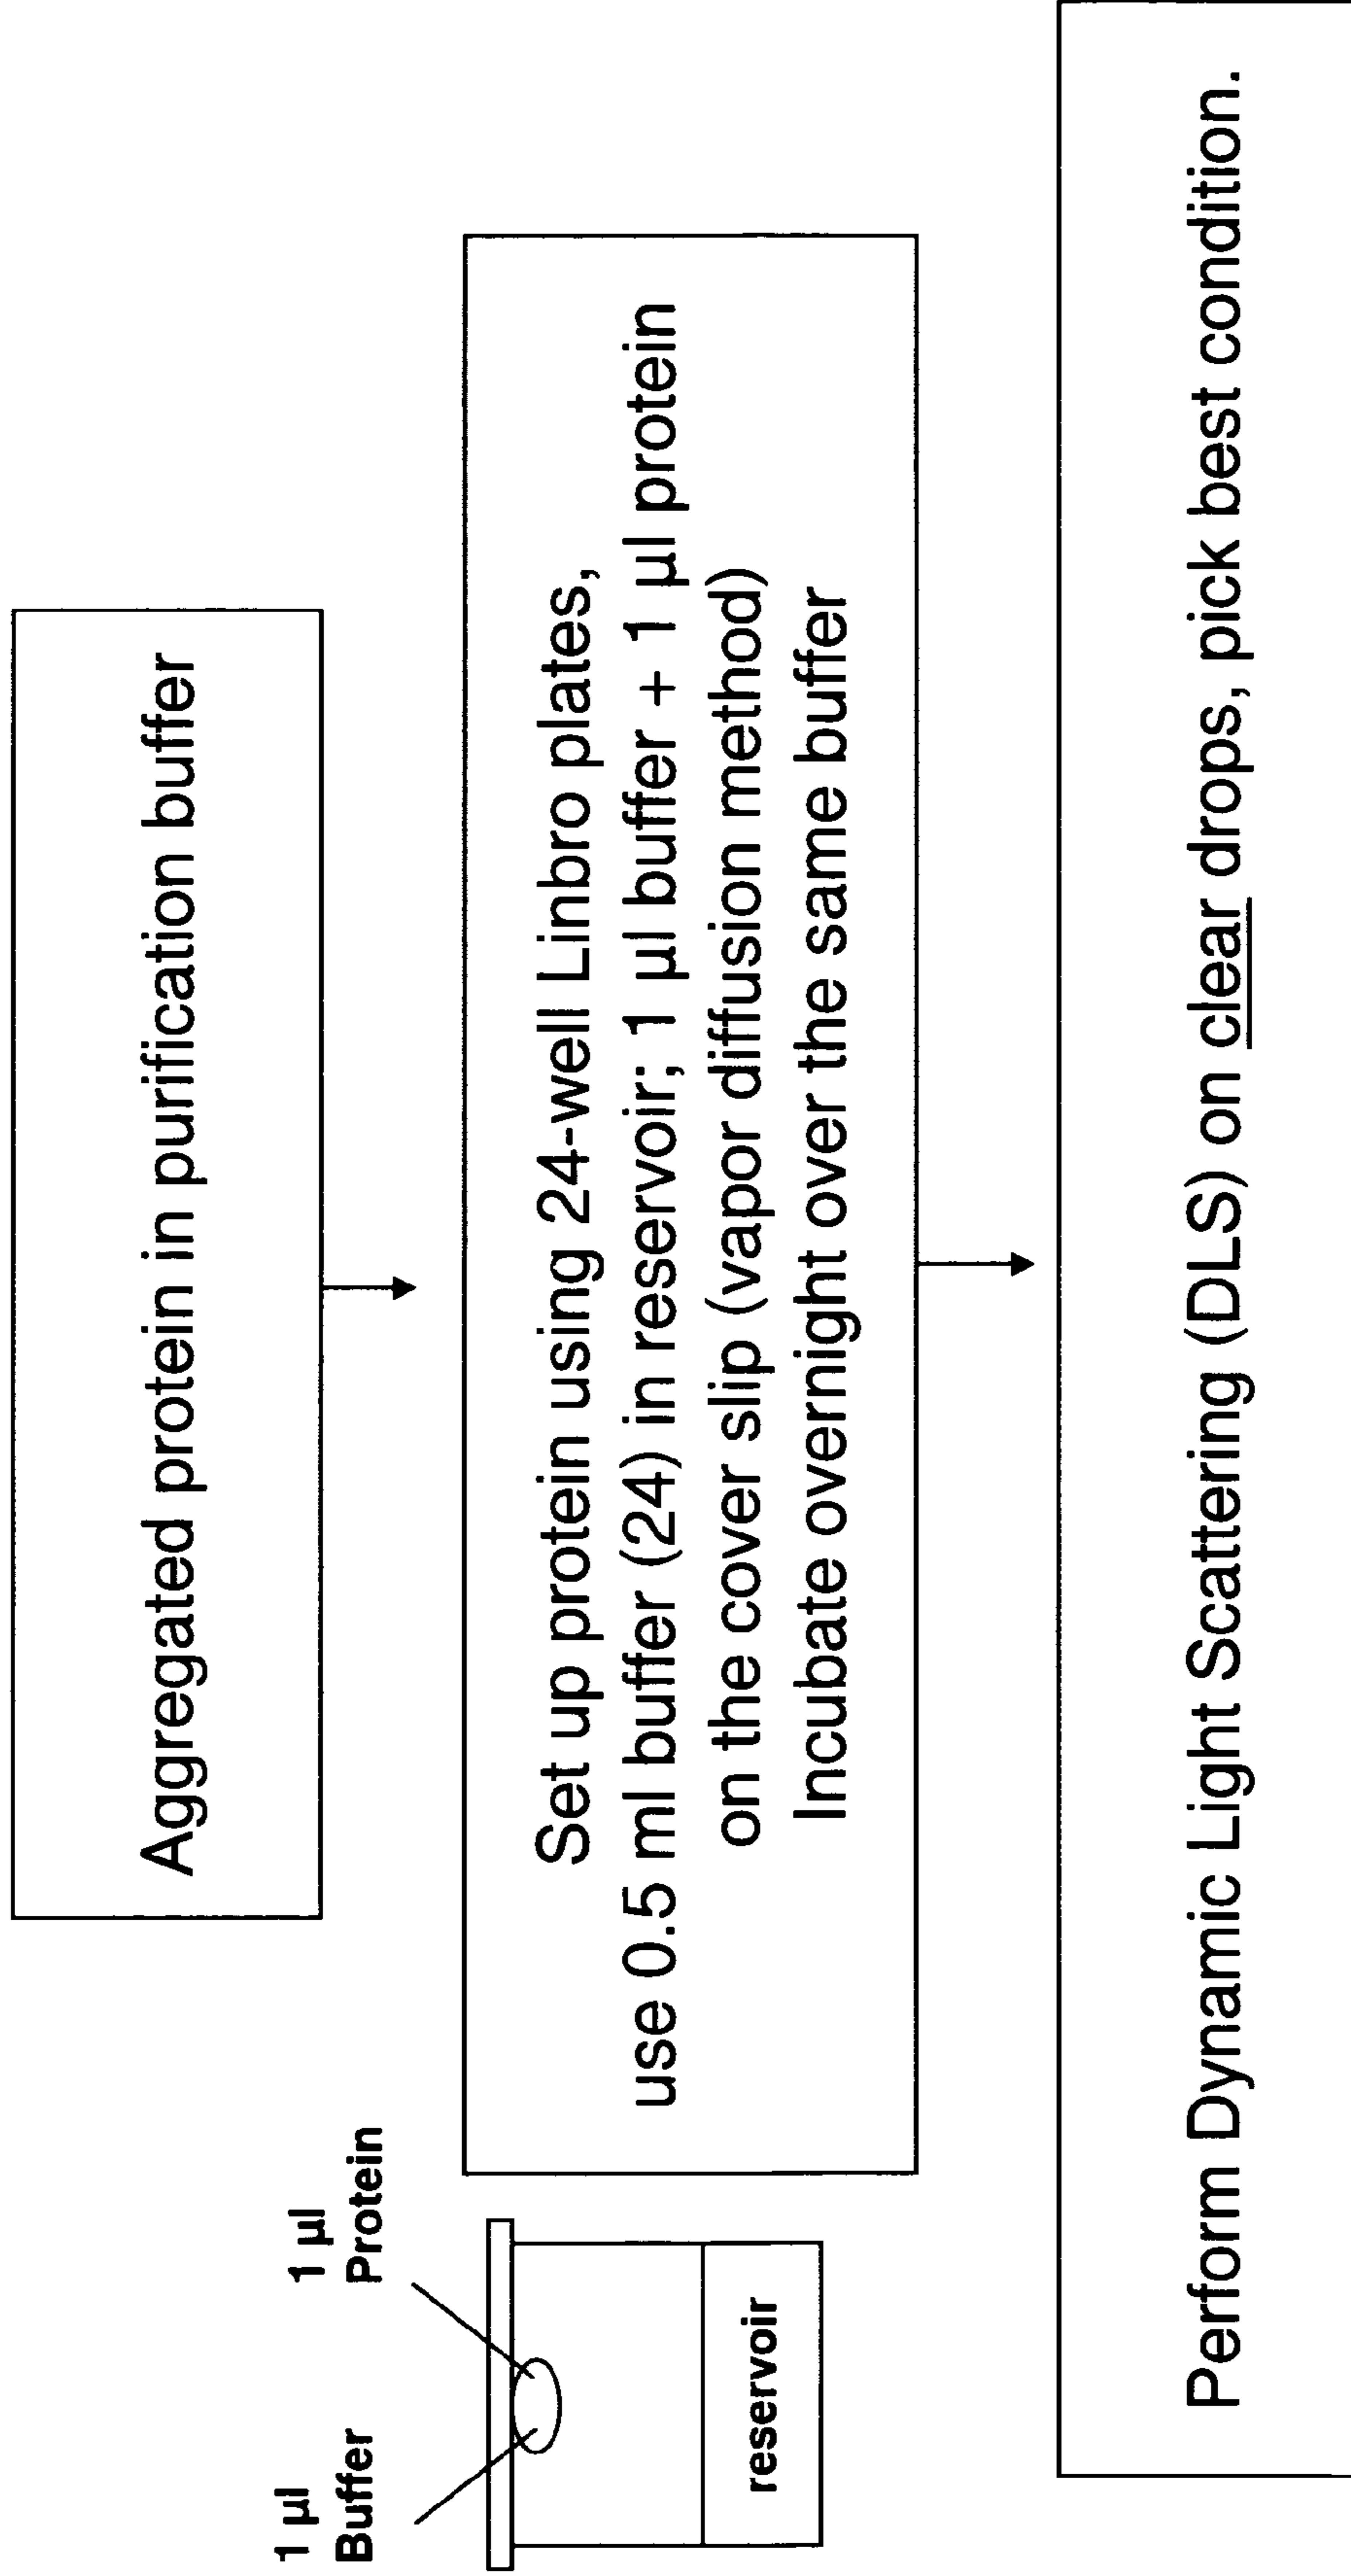 Aggregated protein in purification buffer
1 µl
Buffer
1 µl
Protein
reservoir
Set up protein using 24-well Linbro plates,
use 0.5 ml buffer (24) in reservoir; 1 µl buffer + 1 µl protein
on the cover slip (vapor diffusion method)
Incubate overnight over the same buffer
Perform Dynamic Light Scattering (DLS) on clear drops, pick best condition.